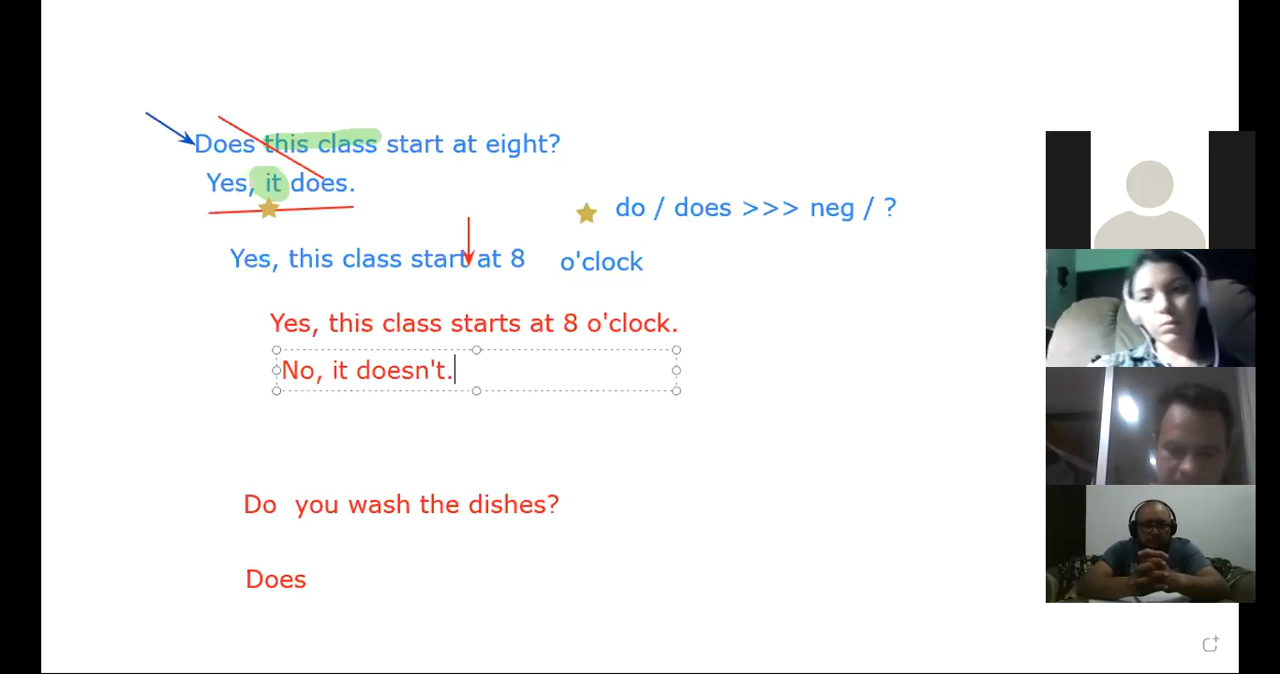 Does this class start at eight?
Yes, it does.
do / does >>> neg / ?
Yes, this class start at 8 o'clock
Yes, this class starts at 8 o'clock.
No, it doesn't.
Do you wash the dishes?
Does